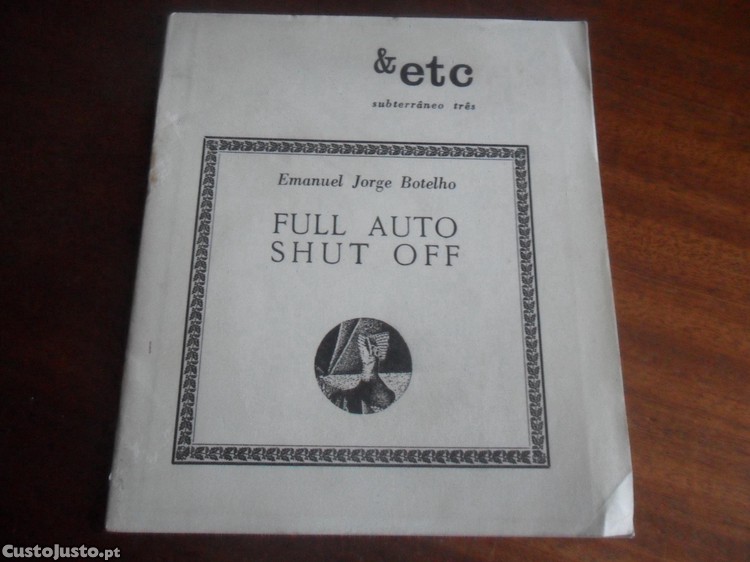 &etc
subterrâneo três
Emanuel Jorge Botelho
FULL AUTO
SHUT OFF
CustoJusto.pt